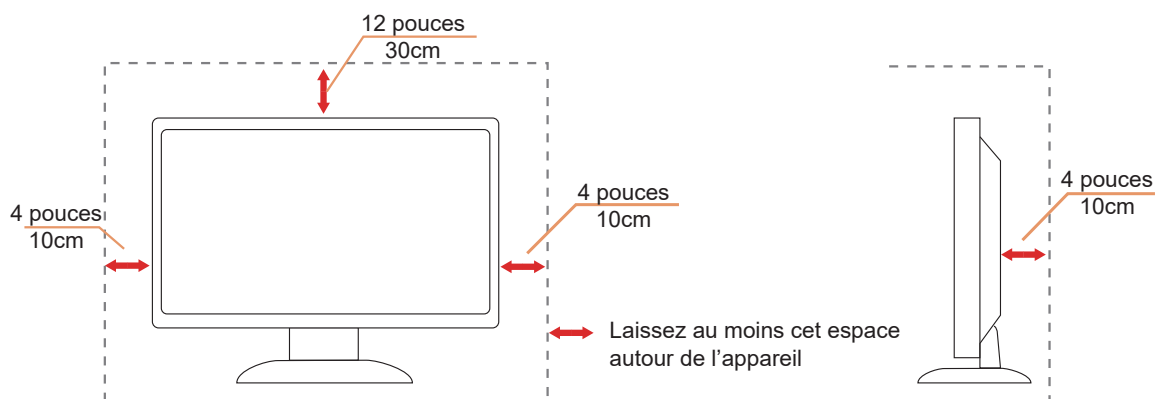 12 pouces
30cm
4 pouces
10cm
4 pouces
10cm
4 pouces
10cm
Laissez au moins cet espace
autour de l’appareil